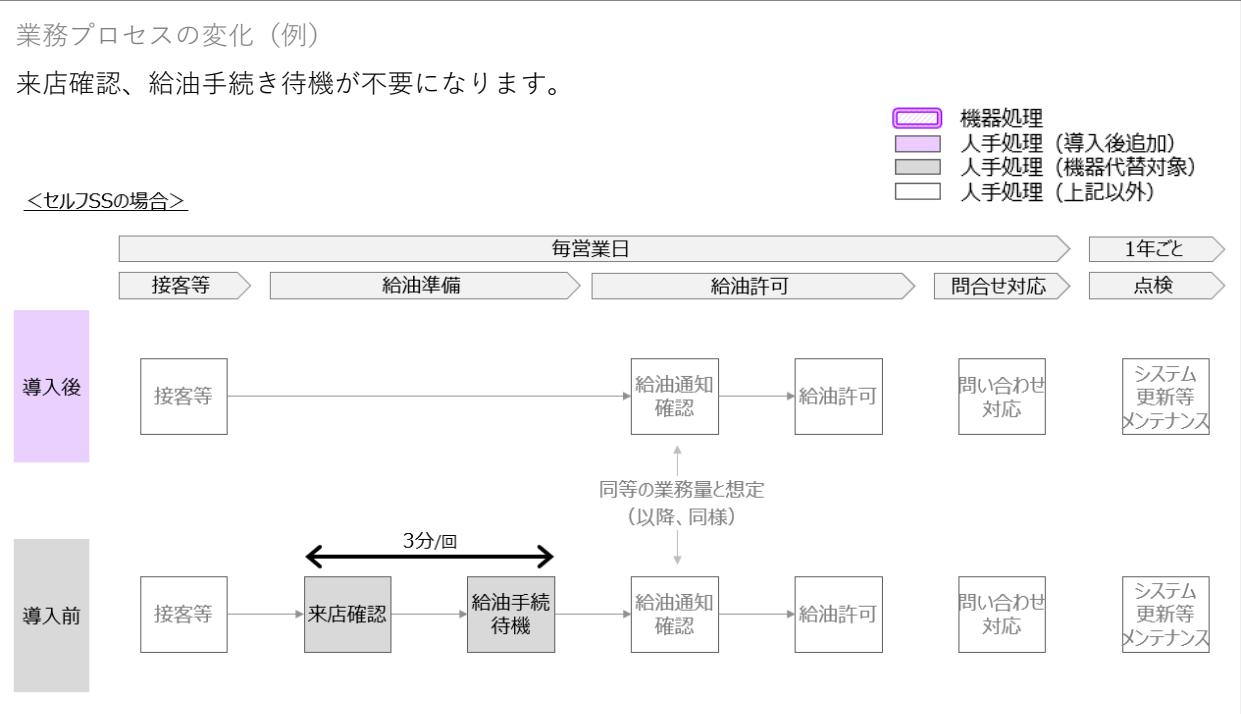 業務プロセスの変化（例）
来店確認、給油手続き待機が不要になります。
機器処理
人手処理（導入後追加）
人手処理（機器代替対象）
人手処理（上記以外）
＜セルフSSの場合＞
毎営業日
1年ごと
接客等
給油準備
給油許可
問合せ対応
点検
導入後
接客等
給油通知
確認
給油許可
問い合わせ
対応
システム
更新等
メンテナンス
同等の業務量と想定
（以降、同様）
3分/回
導入前
接客等
来店確認
給油手続
待機
給油通知
確認
給油許可
問い合わせ
対応
システム
更新等
メンテナンス